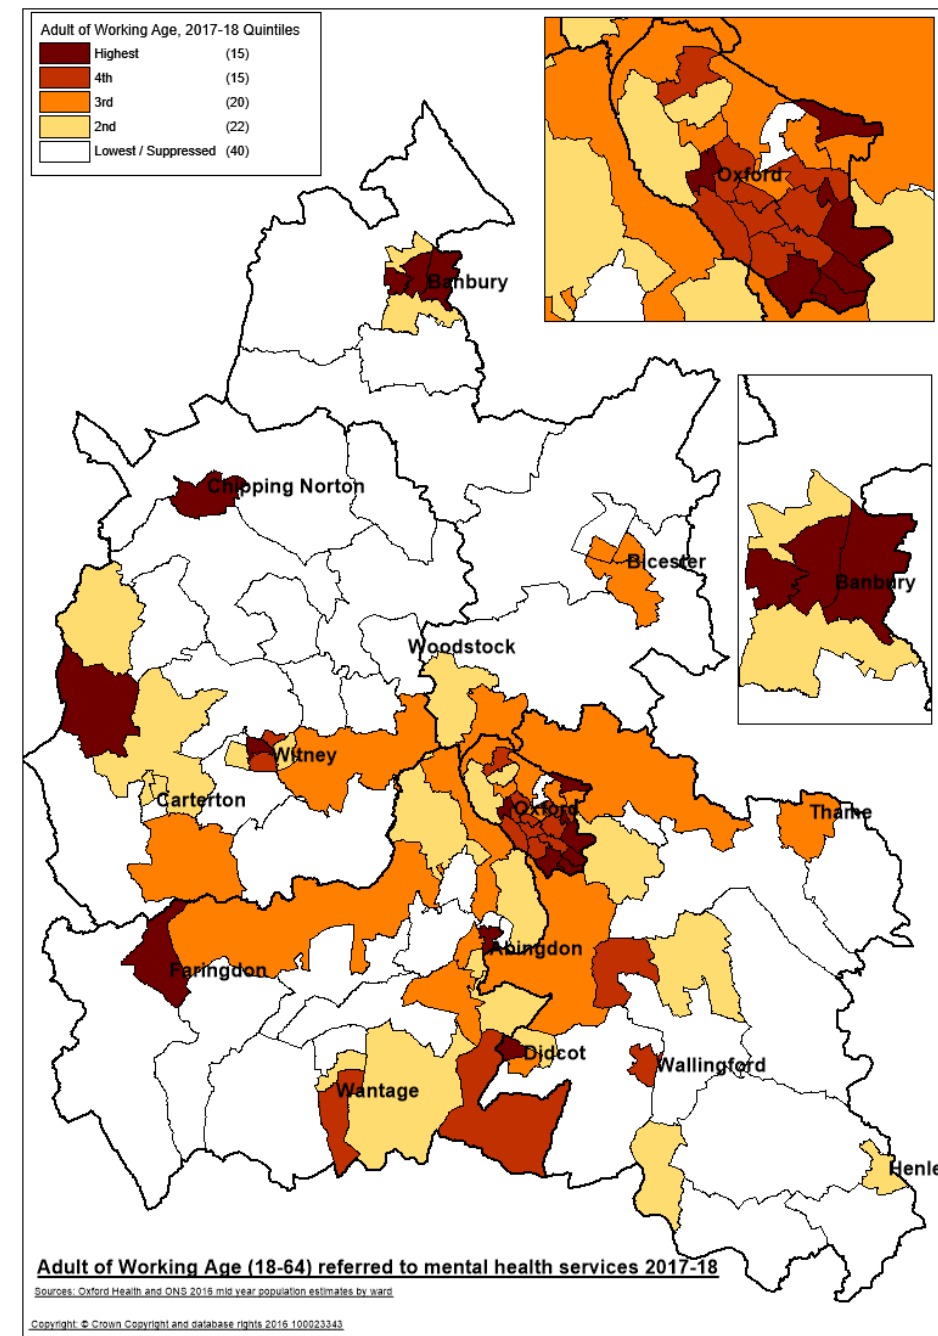 Adult of Working Age, 2017-18 Quintiles
Highest (15)
4th (15)
3rd (20)
2nd (22)
Lowest / Suppressed (40)
Oxford
Banbury
Chipping Norton
Bicester
Banbury
Woodstock
Witney
Carterton
Oxford
Thame
Abingdon
Faringdon
Didcot
Wallingford
Wantage
Henle
Adult of Working Age (18-64) referred to mental health services 2017-18
Sources: Oxford Health and ONS 2016 mid year population estimates by ward
Copyright: © Crown Copyright and database rights 2016 100023343